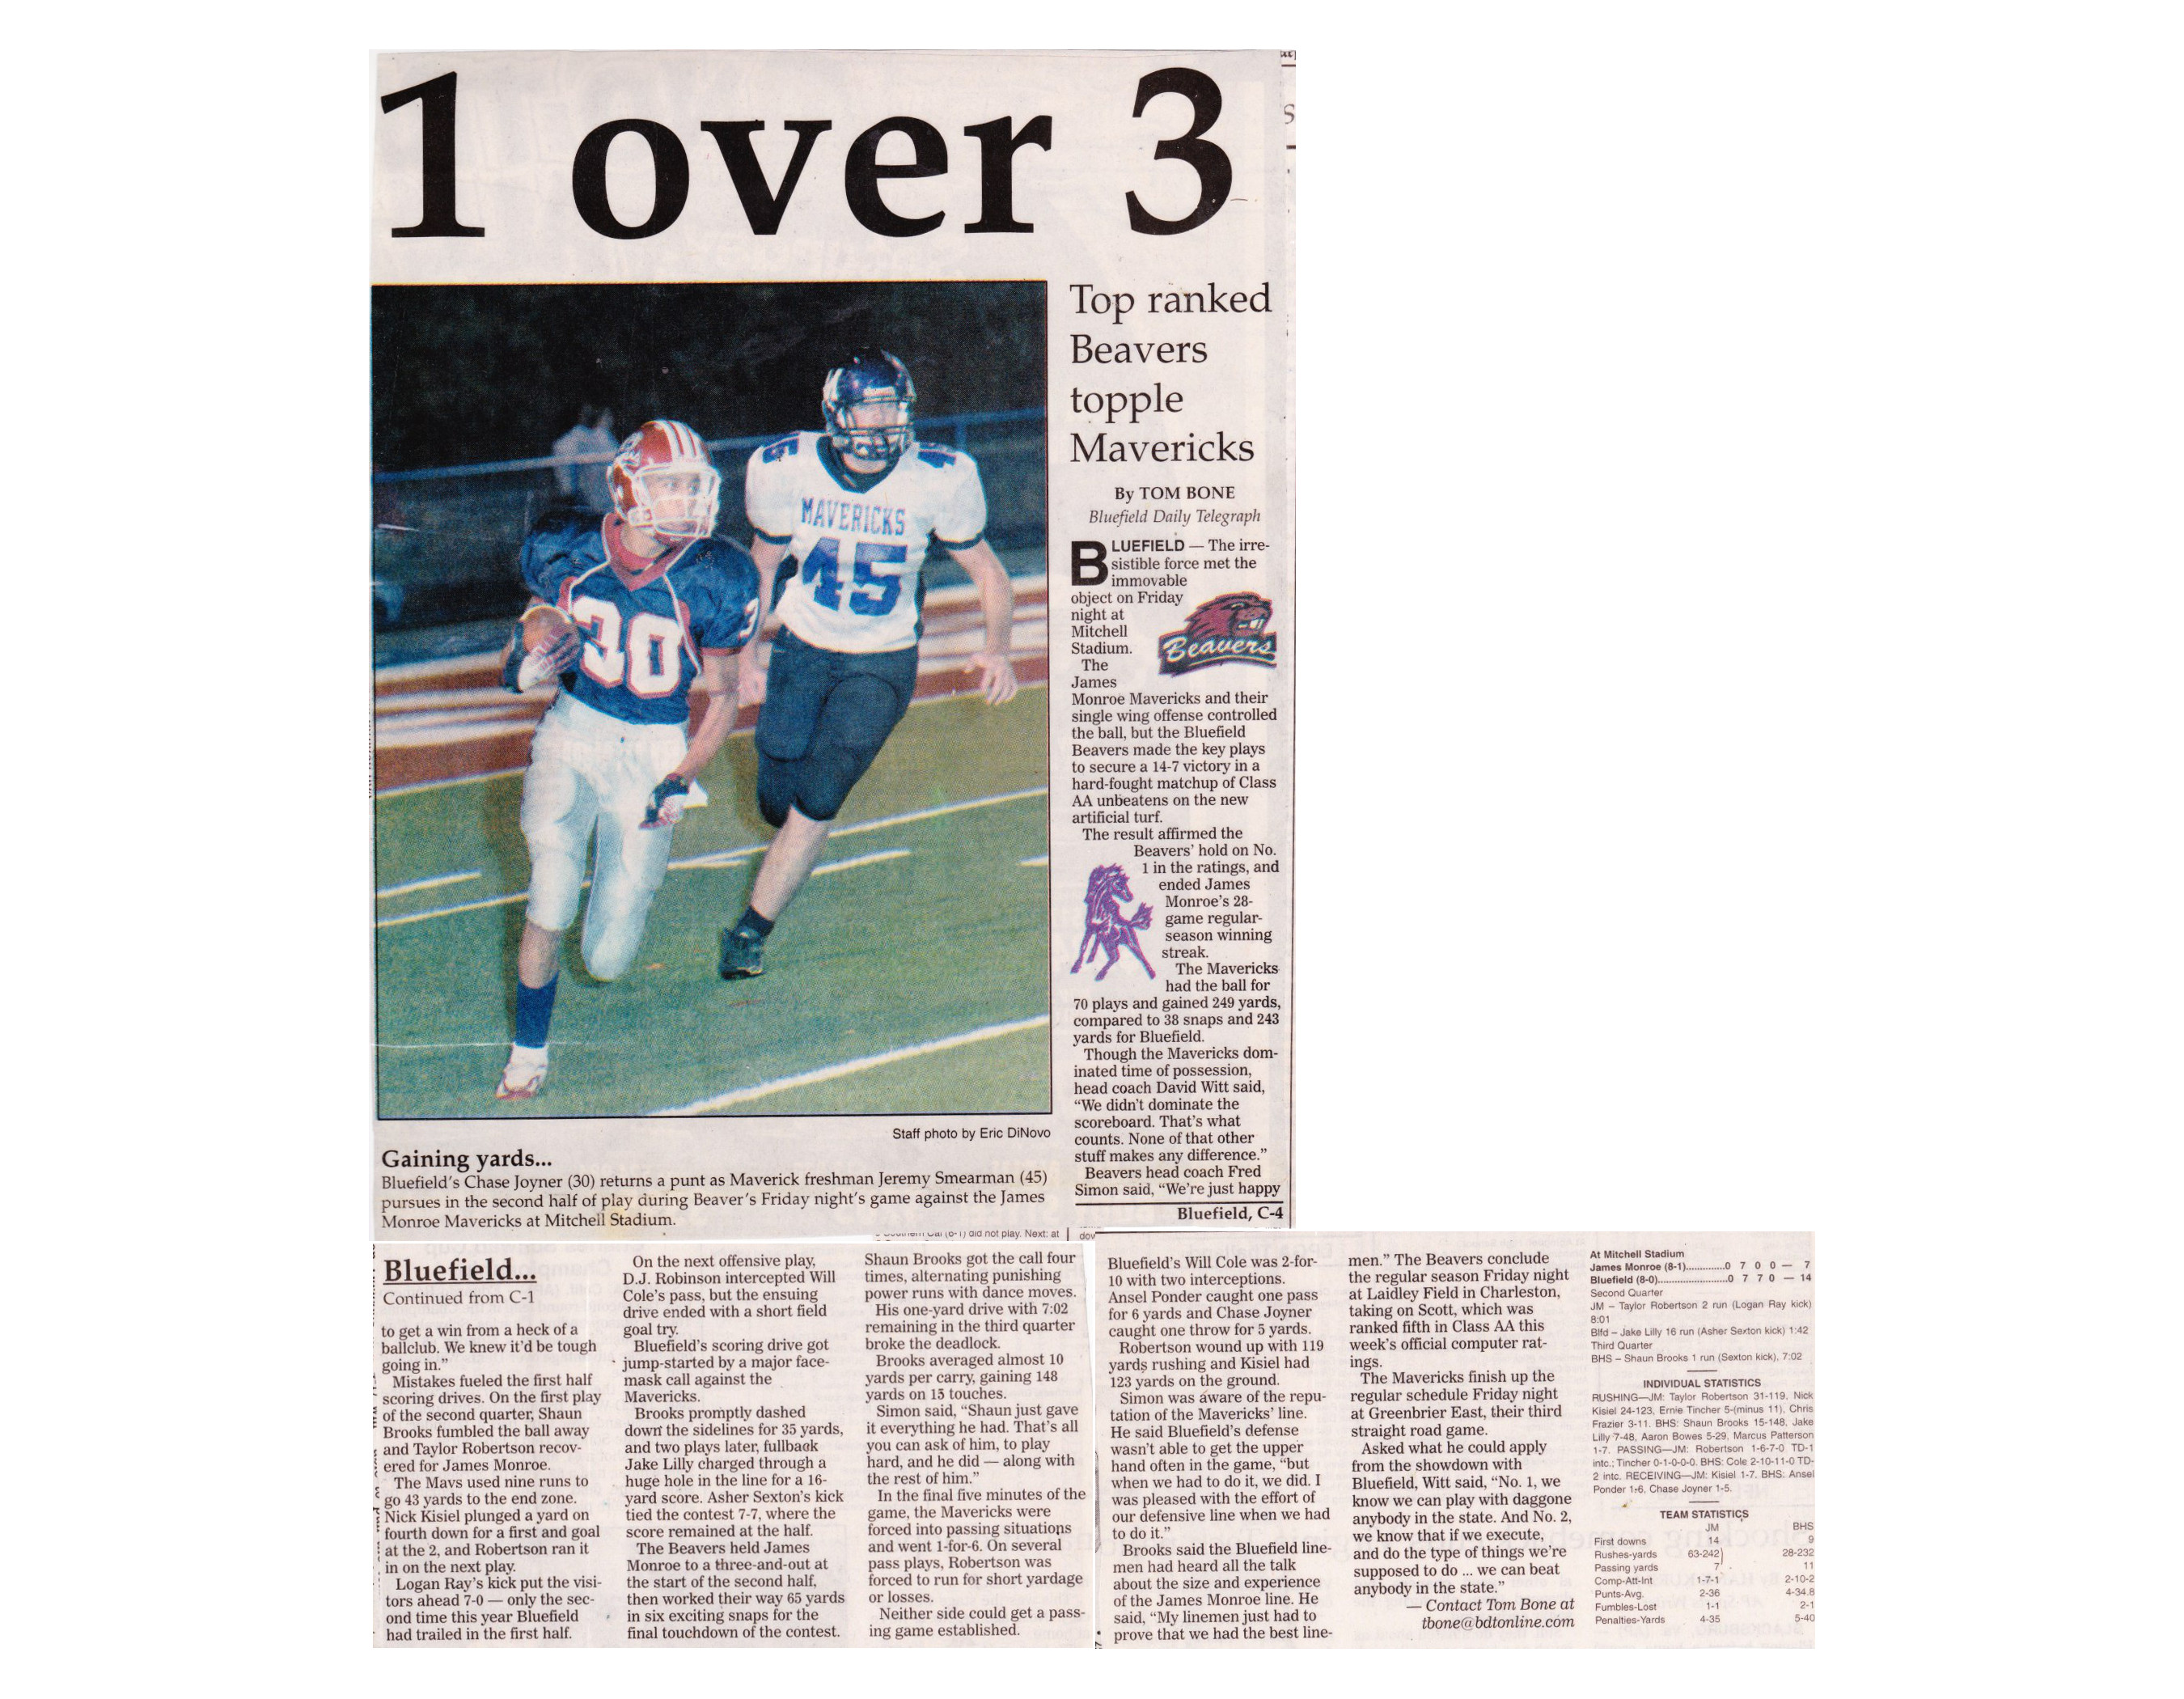 1 over 3
MAVERICKS
45
45
30
3
Staff photo by Eric DiNovo
Gaining yards...
Bluefield's Chase Joyner (30) returns a punt as Maverick freshman Jeremy Smearman (45)
pursues in the second half of play during Beaver's Friday night's game against the James
Monroe Mavericks at Mitchell Stadium.
Top ranked
Beavers
topple
Mavericks
By TOM BONE
Bluefield Daily Telegraph
BLUEFIELD — The irre-
sistible force met the
immovable
object on Friday
night at
Mitchell
Stadium.
Beavers
The
James
Monroe Mavericks and their
single wing offense controlled
the ball, but the Bluefield
Beavers made the key plays
to secure a 14-7 victory in a
hard-fought matchup of Class
AA unbeatens on the new
artificial turf.
The result affirmed the
Beavers' hold on No.
1 in the ratings, and
ended James
Monroe's 28-
game regular-
season winning
streak.
The Mavericks
had the ball for
70 plays and gained 249 yards,
compared to 38 snaps and 243
yards for Bluefield.
Though the Mavericks dom-
inated time of possession,
head coach David Witt said,
“We didn't dominate the
scoreboard. That's what
counts. None of that other
stuff makes any difference.”
Beavers head coach Fred
Simon said, “We're just happy
Bluefield, C-4
(6-1) did not play. Next: at
Bluefield...
Continued from C-1
to get a win from a heck of a
ballclub. We knew it'd be tough
going in.”
Mistakes fueled the first half
scoring drives. On the first play
of the second quarter, Shaun
Brooks fumbled the ball away
and Taylor Robertson recov-
ered for James Monroe.
The Mavs used nine runs to
go 43 yards to the end zone.
Nick Kisiel plunged a yard on
fourth down for a first and goal
at the 2, and Robertson ran it
in on the next play.
Logan Ray's kick put the visi-
tors ahead 7-0 — only the sec-
ond time this year Bluefield
had trailed in the first half.
On the next offensive play,
D.J. Robinson intercepted Will
Cole's pass, but the ensuing
drive ended with a short field
goal try.
Bluefield's scoring drive got
jump-started by a major face-
mask call against the
Mavericks.
Brooks promptly dashed
down the sidelines for 35 yards,
and two plays later, fullback
Jake Lilly charged through a
huge hole in the line for a 16-
yard score. Asher Sexton's kick
tied the contest 7-7, where the
score remained at the half.
The Beavers held James
Monroe to a three-and-out at
the start of the second half,
then worked their way 65 yards
in six exciting snaps for the
final touchdown of the contest.
Shaun Brooks got the call four
times, alternating punishing
power runs with dance moves.
His one-yard drive with 7:02
remaining in the third quarter
broke the deadlock.
Brooks averaged almost 10
yards per carry, gaining 148
yards on 15 touches.
Simon said, “Shaun just gave
it everything he had. That's all
you can ask of him, to play
hard, and he did — along with
the rest of him.”
In the final five minutes of the
game, the Mavericks were
forced into passing situations
and went 1-for-6. On several
pass plays, Robertson was
forced to run for short yardage
or losses.
Neither side could get a pass-
ing game established.
Bluefield's Will Cole was 2-for-
10 with two interceptions.
Ansel Ponder caught one pass
for 6 yards and Chase Joyner
caught one throw for 5 yards.
Robertson wound up with 119
yards rushing and Kisiel had
123 yards on the ground.
Simon was aware of the repu-
tation of the Mavericks' line.
He said Bluefield's defense
wasn't able to get the upper
hand often in the game, “but
when we had to do it, we did. I
was pleased with the effort of
our defensive line when we had
to do it.”
Brooks said the Bluefield line-
men had heard all the talk
about the size and experience
of the James Monroe line. He
said, “My linemen just had to
prove that we had the best line-
men.” The Beavers conclude
the regular season Friday night
at Laidley Field in Charleston,
taking on Scott, which was
ranked fifth in Class AA this
week's official computer rat-
ings.
The Mavericks finish up the
regular schedule Friday night
at Greenbrier East, their third
straight road game.
Asked what he could apply
from the showdown with
Bluefield, Witt said, “No. 1, we
know we can play with daggone
anybody in the state. And No. 2,
we know that if we execute,
and do the type of things we're
supposed to do ... we can beat
anybody in the state.”
— Contact Tom Bone at
tbone@bdtonline.com
At Mitchell Stadium
James Monroe (8-1).............0 7 0 0 — 7
Bluefield (8-0).......................0 7 7 0 — 14
Second Quarter
JM – Taylor Robertson 2 run (Logan Ray kick)
8:01
Blfd – Jake Lilly 16 run (Asher Sexton kick) 1:42
Third Quarter
BHS – Shaun Brooks 1 run (Sexton kick), 7:02
INDIVIDUAL STATISTICS
RUSHING—JM: Taylor Robertson 31-119, Nick
Kisiel 24-123, Ernie Tincher 5-(minus 11), Chris
Frazier 3-11. BHS: Shaun Brooks 15-148, Jake
Lilly 7-48, Aaron Bowes 5-29, Marcus Patterson
1-7. PASSING—JM: Robertson 1-6-7-0 TD-1
intc.; Tincher 0-1-0-0-0. BHS: Cole 2-10-11-0 TD-
2 intc. RECEIVING—JM: Kisiel 1-7. BHS: Ansel
Ponder 1-6, Chase Joyner 1-5.
TEAM STATISTICS
JM BHS
First downs 14 9
Rushes-yards 63-242 28-232
Passing yards 7 11
Comp-Att-Int 1-7-1 2-10-2
Punts-Avg. 2-36 4-34.8
Fumbles-Lost 1-1 2-1
Penalties-Yards 4-35 5-40